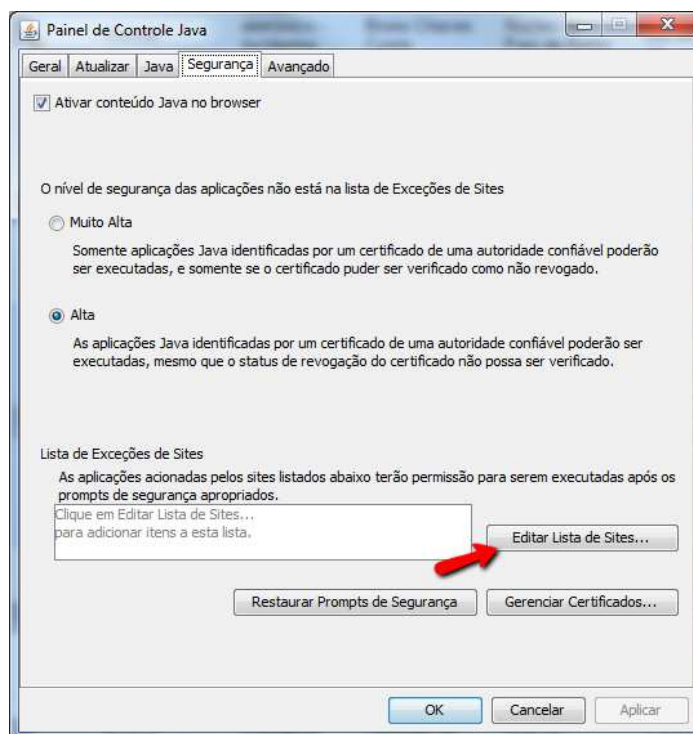 Painel de Controle Java
Geral Atualizar Java Segurança Avançado
Ativar conteúdo Java no browser
O nível de segurança das aplicações não está na lista de Exceções de Sites
Muito Alta
Somente aplicações Java identificadas por um certificado de uma autoridade confiável poderão
ser executadas, e somente se o certificado puder ser verificado como não revogado.
Alta
As aplicações Java identificadas por um certificado de uma autoridade confiável poderão ser
executadas, mesmo que o status de revogação do certificado não possa ser verificado.
Lista de Exceções de Sites
As aplicações acionadas pelos sites listados abaixo terão permissão para serem executadas após os
prompts de segurança apropriados.
Clique em Editar Lista de Sites...
para adicionar itens a esta lista.
Editar Lista de Sites...
Restaurar Prompts de Segurança Gerenciar Certificados...
OK Cancelar Aplicar